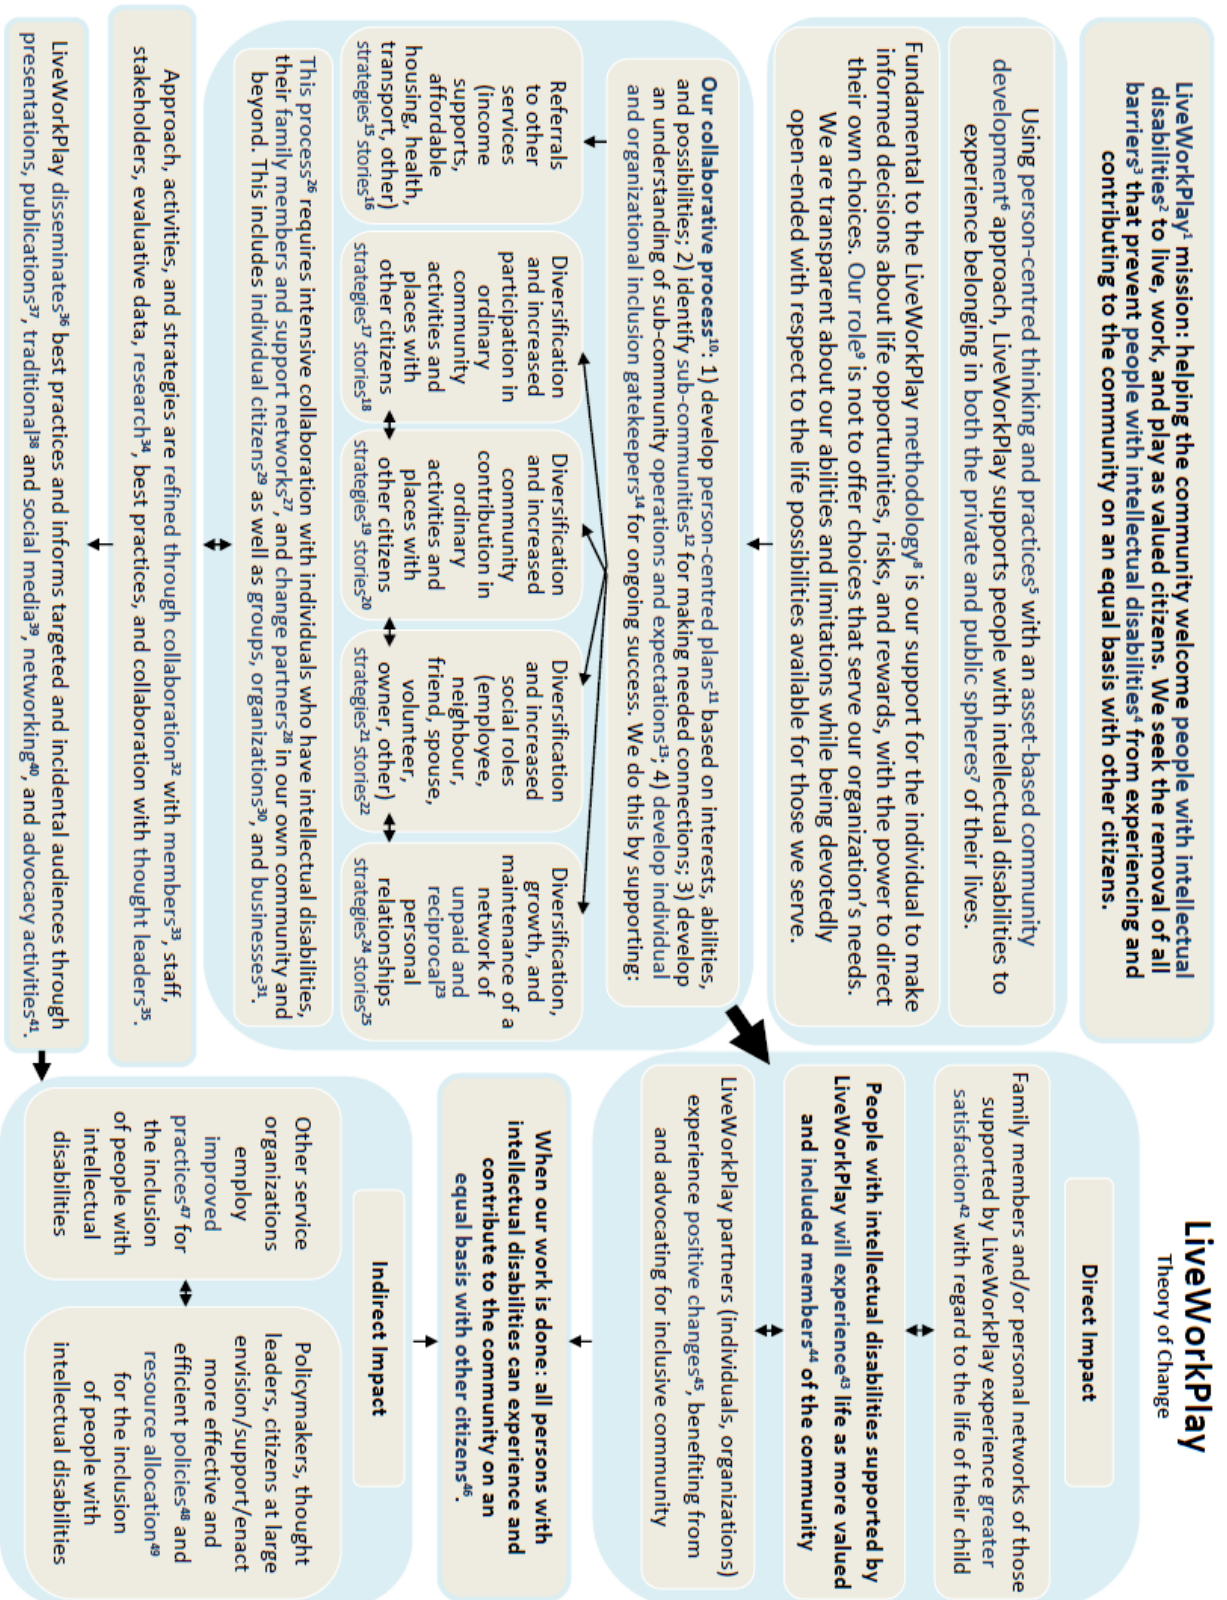 LiveWorkPlay
Theory of Change
LiveWorkPlay¹ mission: helping the community welcome people with intellectual
disabilities² to live, work, and play as valued citizens. We seek the removal of all
barriers³ that prevent people with intellectual disabilities⁴ from experiencing and
contributing to the community on an equal basis with other citizens.
Using person-centred thinking and practices⁵ with an asset-based community
development⁶ approach, LiveWorkPlay supports people with intellectual disabilities to
experience belonging in both the private and public spheres⁷ of their lives.
Fundamental to the LiveWorkPlay methodology⁸ is our support for the individual to make
informed decisions about life opportunities, risks, and rewards, with the power to direct
their own choices. Our role⁹ is not to offer choices that serve our organization's needs.
We are transparent about our abilities and limitations while being devotedly
open-ended with respect to the life possibilities available for those we serve.
Our collaborative process¹⁰: 1) develop person-centred plans¹¹ based on interests, abilities,
and possibilities; 2) identify sub-communities¹² for making needed connections; 3) develop
an understanding of sub-community operations and expectations¹³; 4) develop individual
and organizational inclusion gatekeepers¹⁴ for ongoing success. We do this by supporting:
Referrals
to other
services
(income
supports,
affordable
housing, health,
transport, other)
strategies¹⁵ stories¹⁶
Diversification
and increased
participation in
ordinary
community
activities and
places with
other citizens
strategies¹⁷ stories¹⁸
Diversification
and increased
community
contribution in
ordinary
activities and
places with
other citizens
strategies¹⁹ stories²⁰
Diversification
and increased
social roles
(employee,
neighbour,
friend, spouse,
volunteer,
owner, other)
strategies²¹ stories²²
Diversification,
growth, and
maintenance of a
network of
unpaid and
reciprocal²³
personal
relationships
strategies²⁴ stories²⁵
This process²⁶ requires intensive collaboration with individuals who have intellectual disabilities,
their family members and support networks²⁷, and change partners²⁸ in our own community and
beyond. This includes individual citizens²⁹ as well as groups, organizations³⁰, and businesses³¹.
Approach, activities, and strategies are refined through collaboration³² with members³³, staff,
stakeholders, evaluative data, research³⁴, best practices, and collaboration with thought leaders³⁵.
LiveWorkPlay disseminates³⁶ best practices and informs targeted and incidental audiences through
presentations, publications³⁷, traditional³⁸ and social media³⁹, networking⁴⁰, and advocacy activities⁴¹.
Direct Impact
Family members and/or personal networks of those
supported by LiveWorkPlay experience greater
satisfaction⁴² with regard to the life of their child
People with intellectual disabilities supported by
LiveWorkPlay will experience⁴³ life as more valued
and included members⁴⁴ of the community
LiveWorkPlay partners (individuals, organizations)
experience positive changes⁴⁵, benefiting from
and advocating for inclusive community
When our work is done: all persons with
intellectual disabilities can experience and
contribute to the community on an
equal basis with other citizens⁴⁶.
Indirect Impact
Other service
organizations
employ
improved
practices⁴⁷ for
the inclusion
of people with
intellectual
disabilities
Policymakers, thought
leaders, citizens at large
envision/support/enact
more effective and
efficient policies⁴⁸ and
resource allocation⁴⁹
for the inclusion
of people with
intellectual disabilities